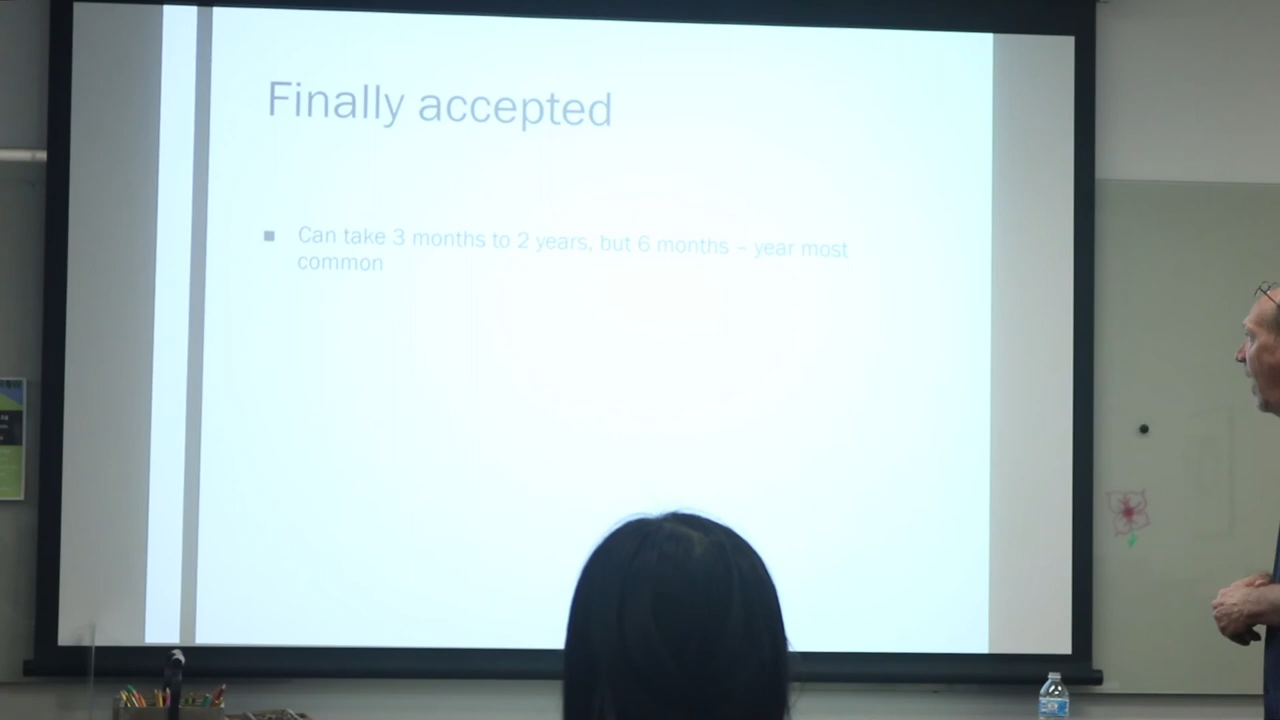 Finally accepted
Can take 3 months to 2 years, but 6 months – year most
common